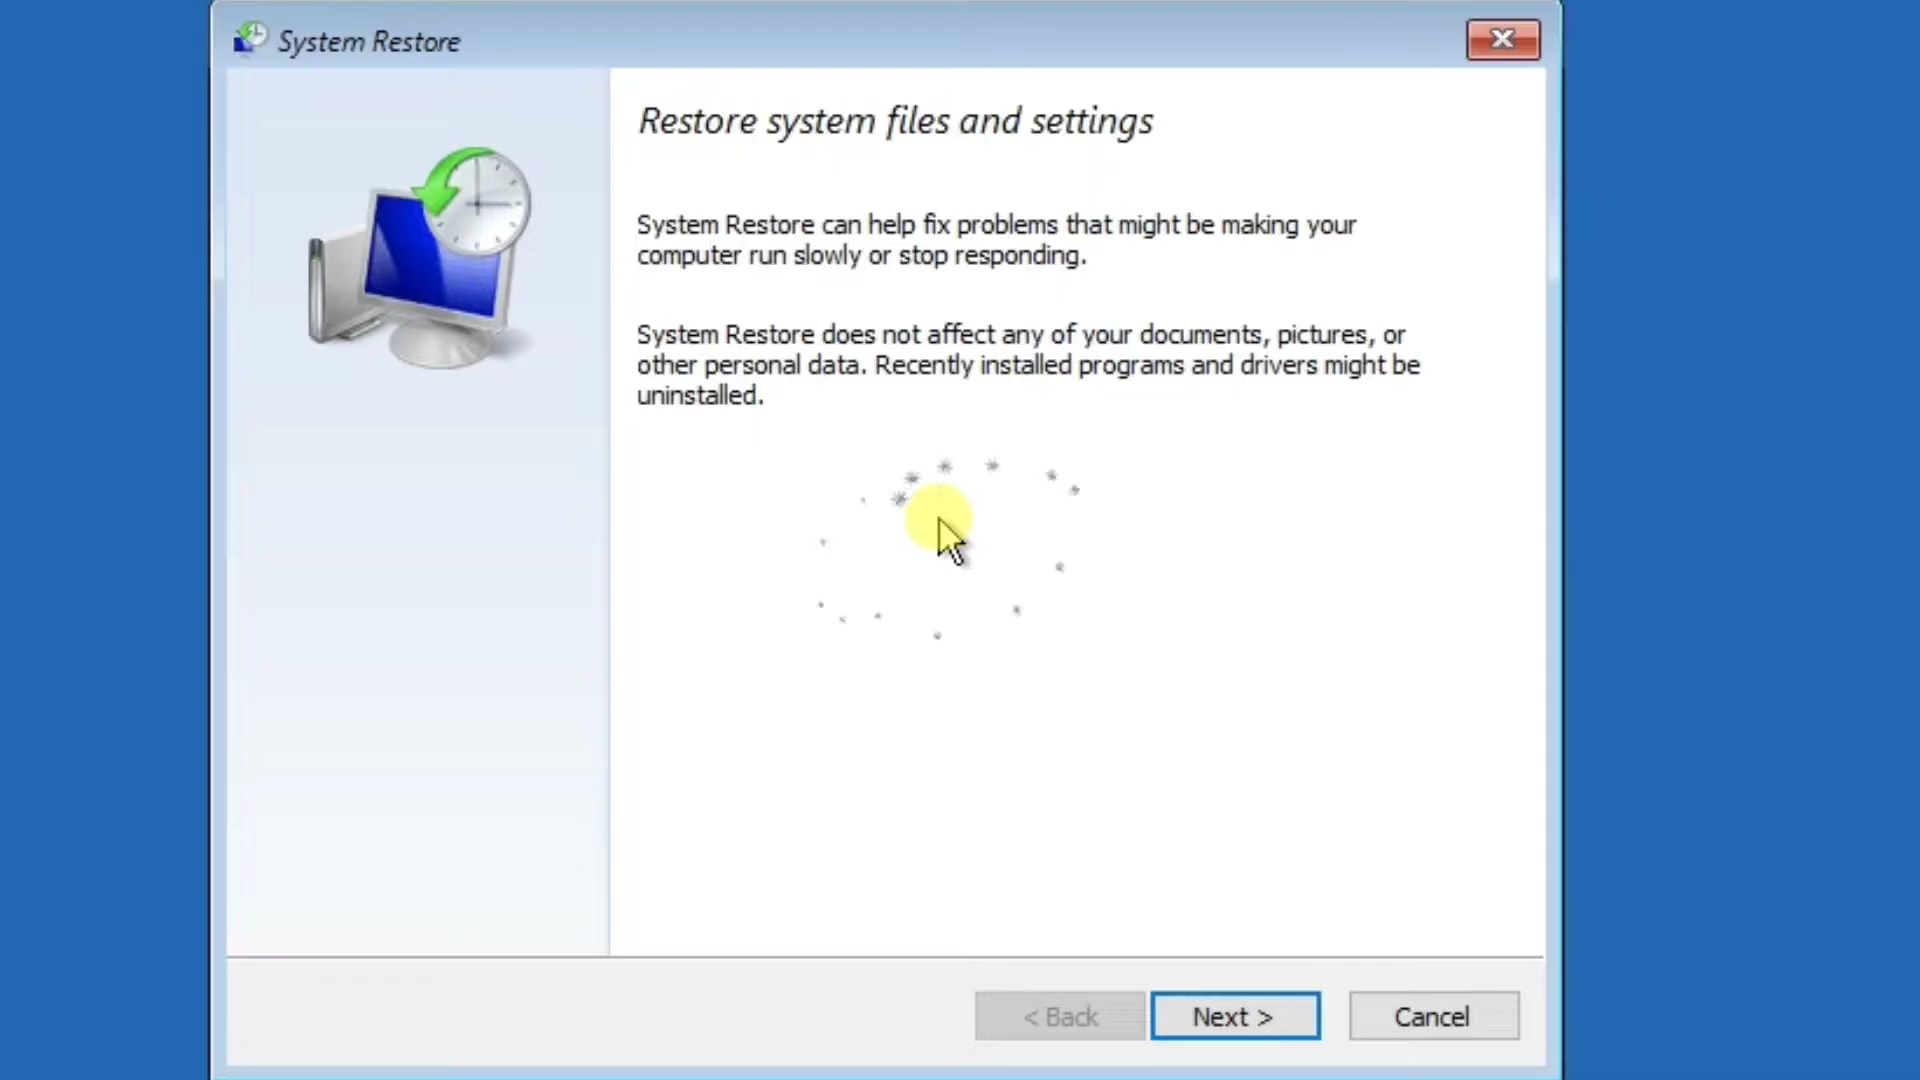 System Restore
Restore system files and settings
System Restore can help fix problems that might be making your
computer run slowly or stop responding.
System Restore does not affect any of your documents, pictures, or
other personal data. Recently installed programs and drivers might be
uninstalled.
< Back
Next >
Cancel